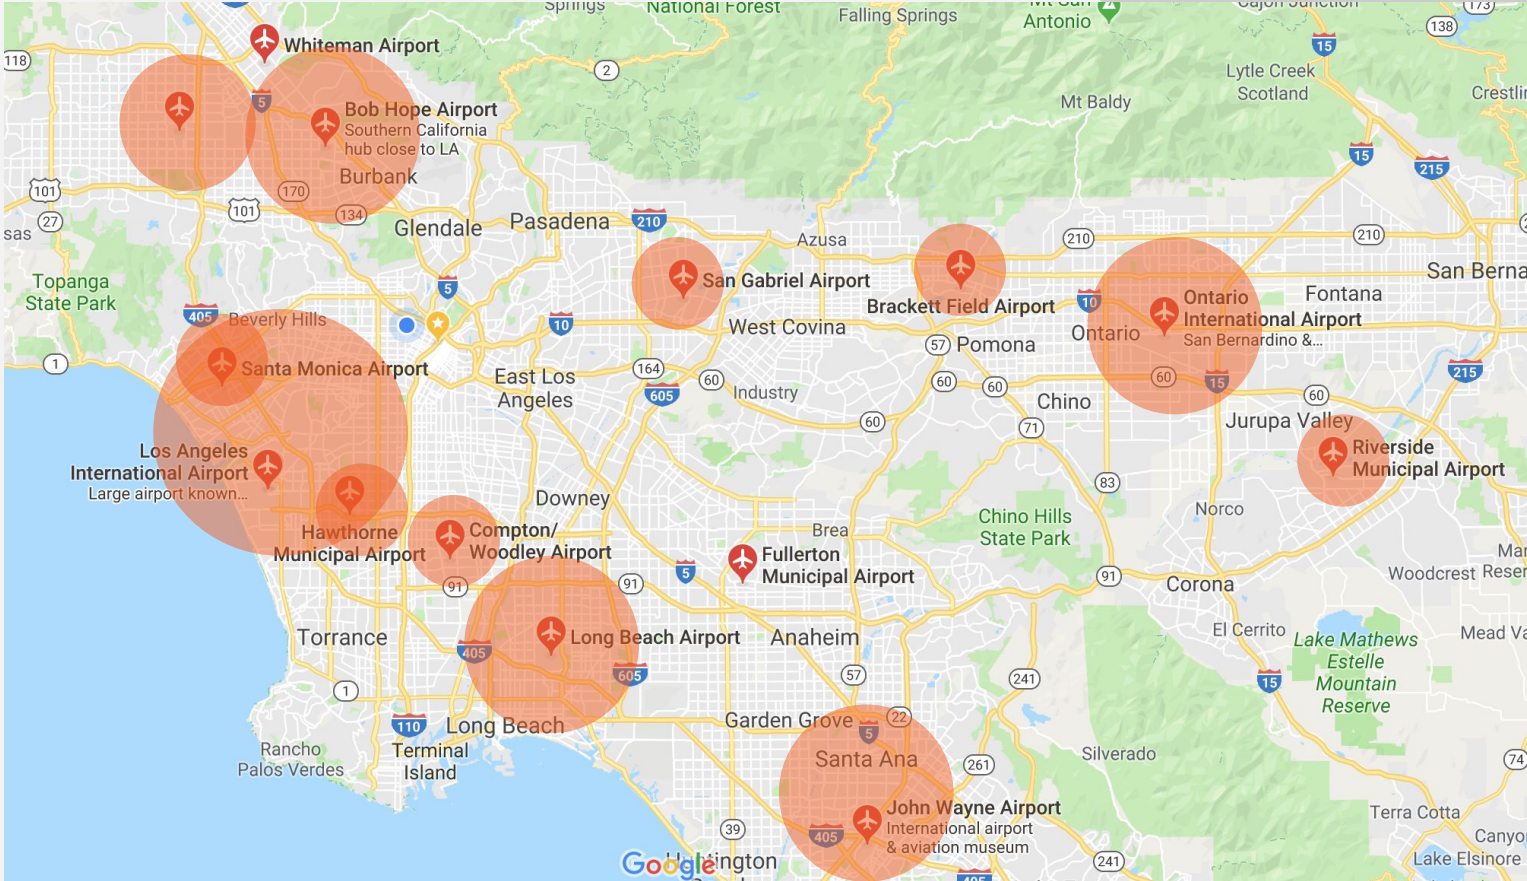 Springs
National Forest
Falling Springs
Antonio
138
173
118
Whiteman Airport
2
15
Lytle Creek
Scotland
Mt Baldy
5
Bob Hope Airport
Southern California
hub close to LA
Burbank
15
215
101
170
101
134
27
Glendale
Pasadena
210
Azusa
210
210
San Berna
Topanga
State Park
5
San Gabriel Airport
Brackett Field Airport
10
Ontario
International Airport
San Bernardino &...
Fontana
405
Beverly Hills
10
West Covina
57
Pomona
Ontario
1
Santa Monica Airport
East Los
Angeles
164
60
605
Industry
60
60
60
15
215
60
Chino
60
71
Jurupa Valley
Los Angeles
International Airport
Large airport known...
Riverside
Municipal Airport
Downey
83
Hawthorne
Municipal Airport
Compton/
Woodley Airport
Brea
Chino Hills
State Park
Norco
Fullerton
Municipal Airport
5
91
91
91
Corona
Woodcrest
Torrance
405
Long Beach Airport
Anaheim
El Cerrito
Lake Mathews
Estelle
Mountain
Reserve
605
57
241
15
1
110
Long Beach
Garden Grove
22
5
Terminal
Island
Rancho
Palos Verdes
Santa Ana
261
Silverado
74
John Wayne Airport
International airport
& aviation museum
405
39
Terra Cotta
Google
241
Lake Elsinore